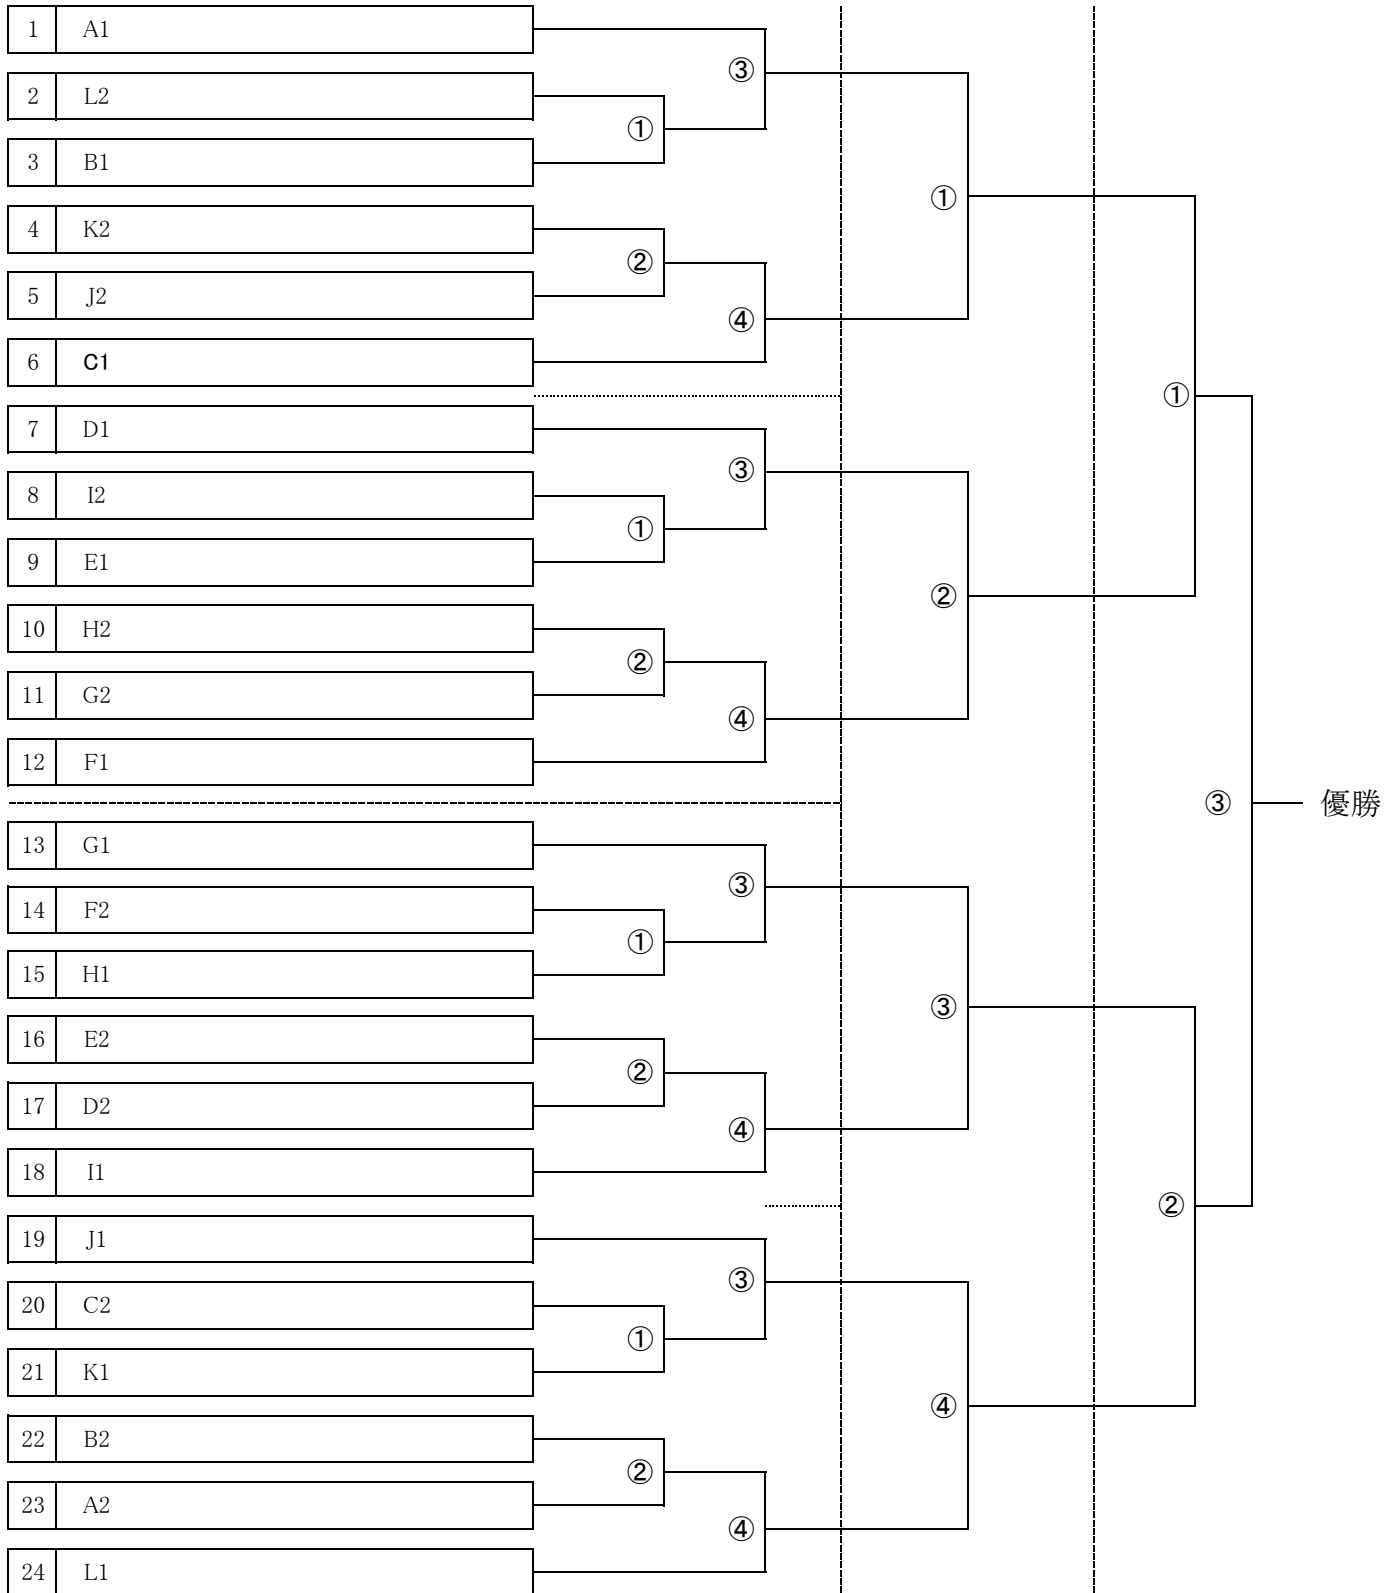 1 A1
③
2 L2
①
3 B1
①
4 K2
②
5 J2
④
6 C1
①
7 D1
③
8 I2
①
9 E1
②
10 H2
②
11 G2
④
12 F1
③ 優勝
13 G1
③
14 F2
①
15 H1
③
16 E2
②
17 D2
④
18 I1
②
19 J1
③
20 C2
①
21 K1
④
22 B2
②
23 A2
④
24 L1